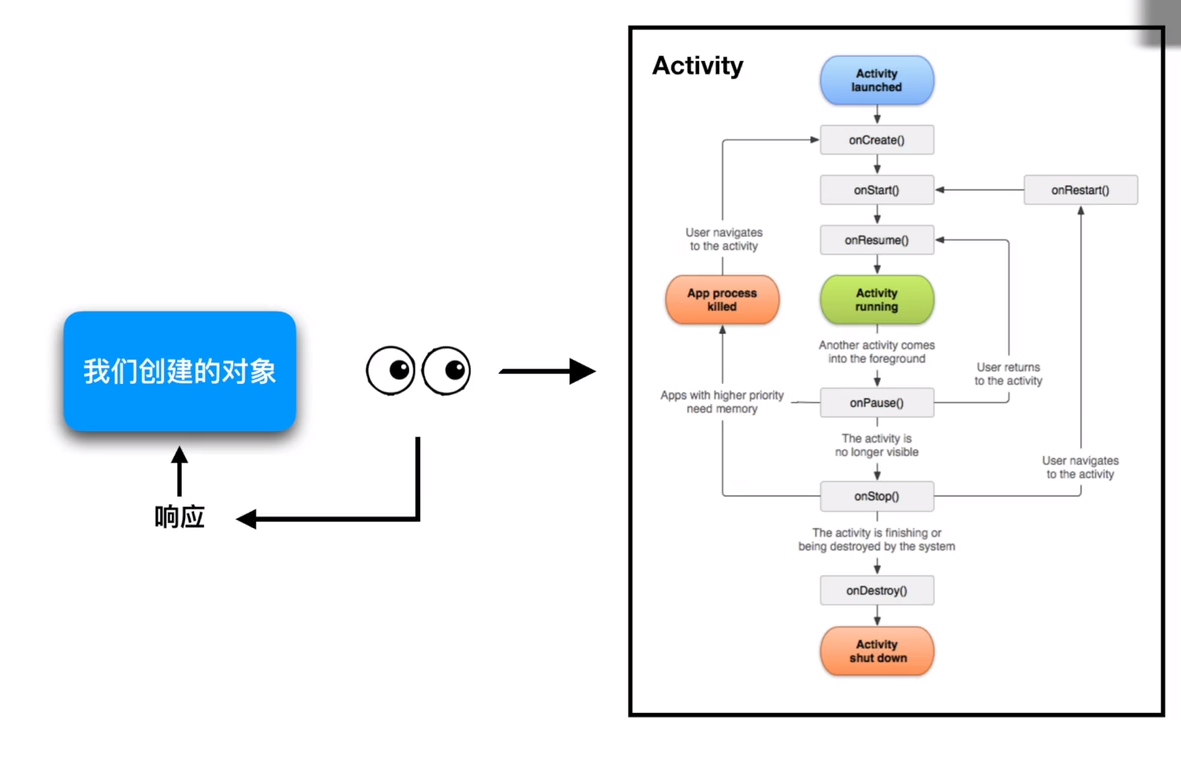 Activity
Activity
launched
onCreate()
onStart()
onRestart()
User navigates
to the activity
onResume()
App process
killed
Activity
running
Another activity comes
into the foreground
User returns
to the activity
Apps with higher priority
need memory
onPause()
The activity is
no longer visible
User navigates
to the activity
onStop()
The activity is finishing or
being destroyed by the system
onDestroy()
Activity
shut down
我们创建的对象
响应